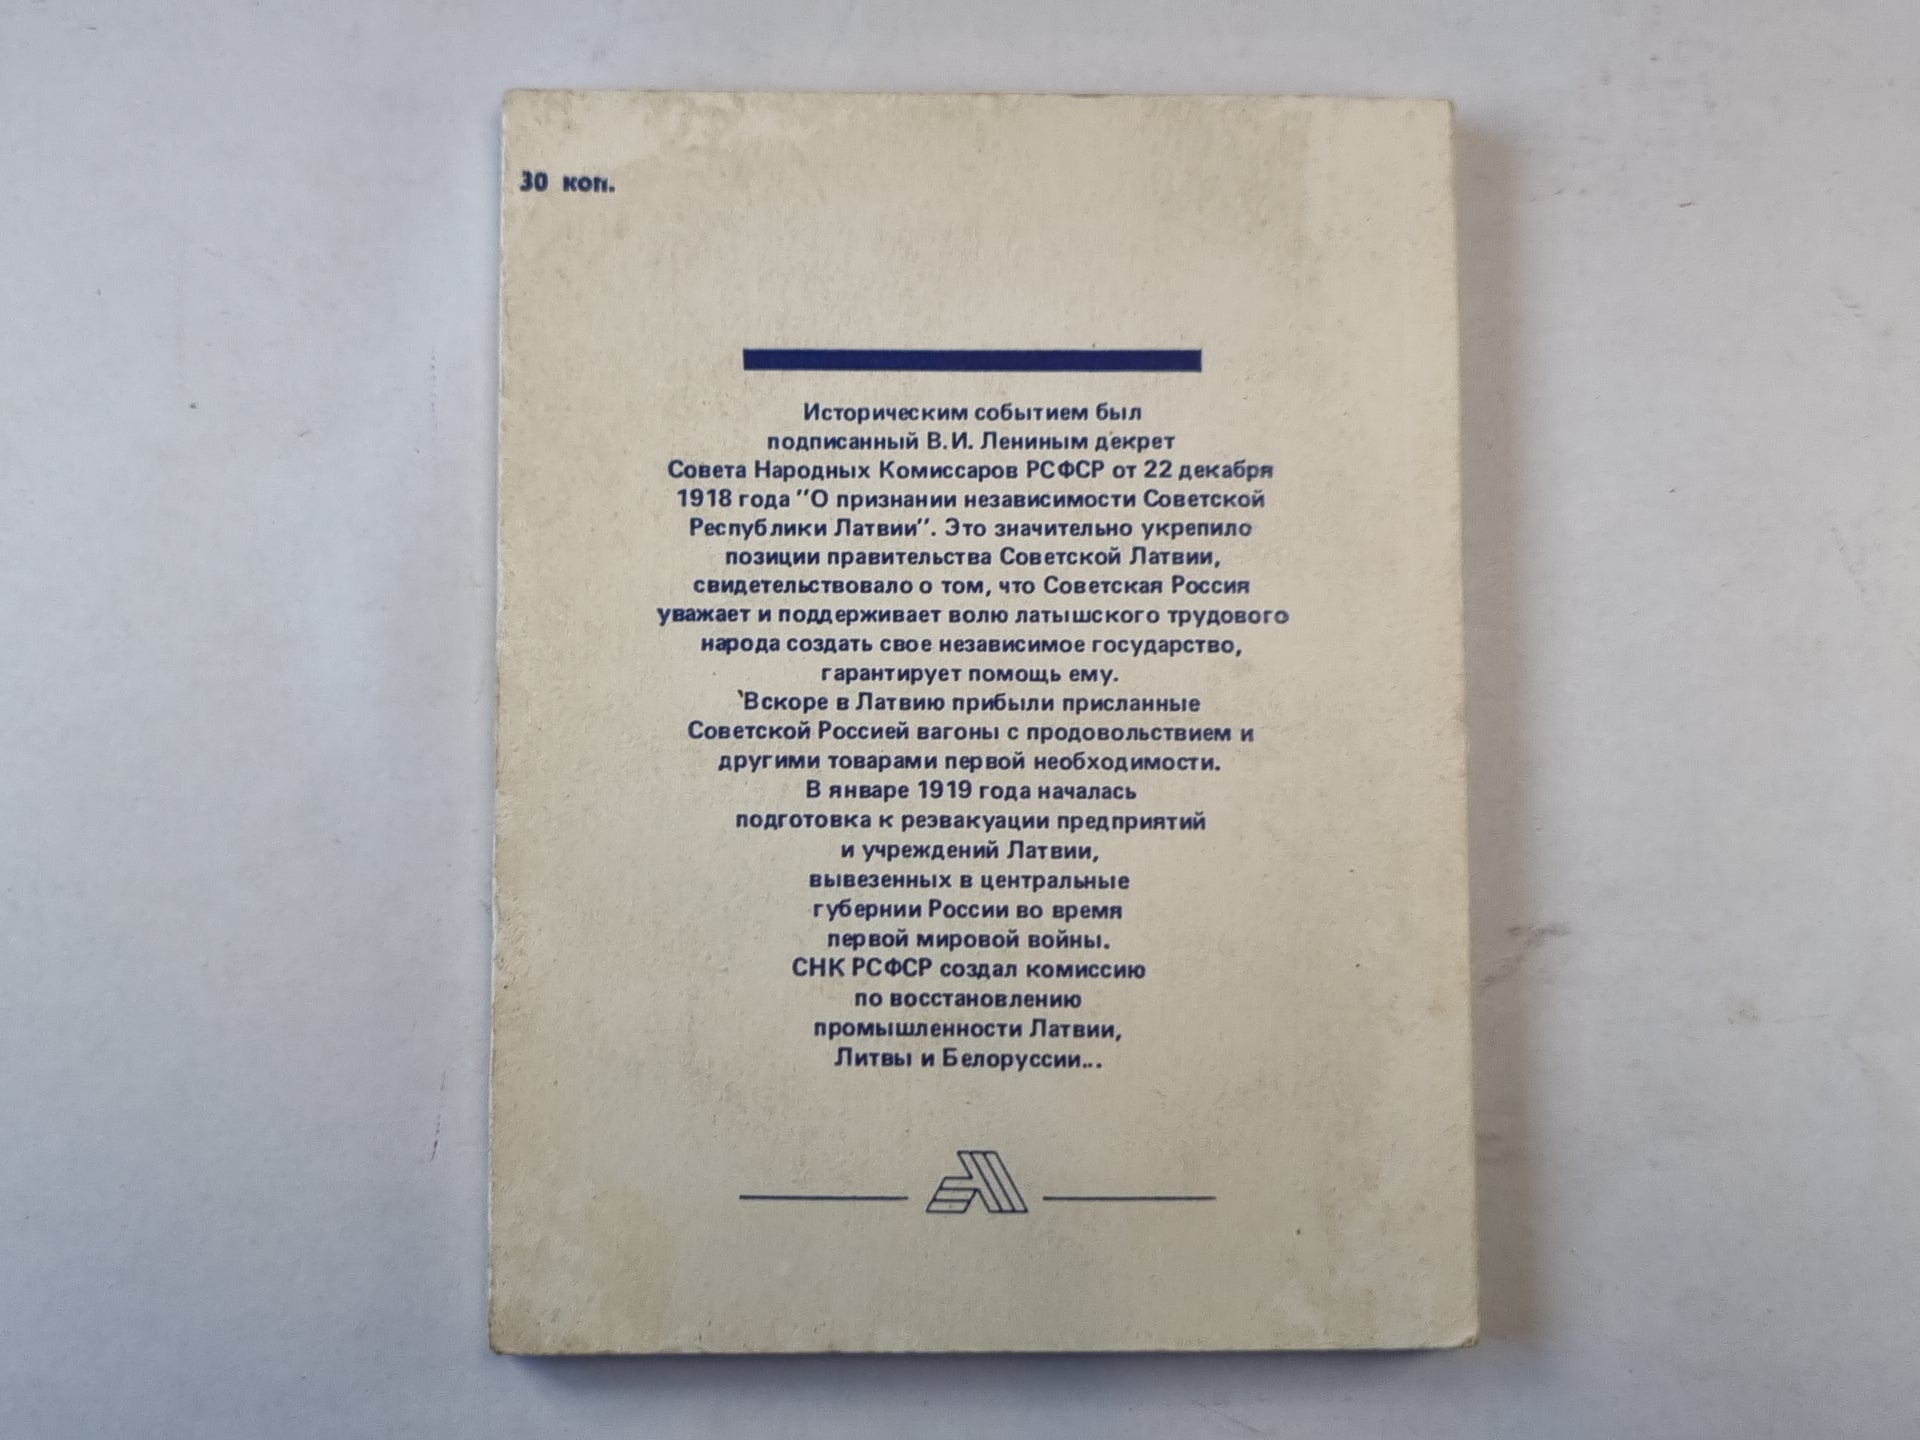 30 коп.
Историческим событием был
подписанный В.И. Лениным декрет
Совета Народных Комиссаров РСФСР от 22 декабря
1918 года "О признании независимости Советской
Республики Латвии". Это значительно укрепило
позиции правительства Советской Латвии,
свидетельствовало о том, что Советская Россия
уважает и поддерживает волю латышского трудового
народа создать свое независимое государство,
гарантирует помощь ему.
Вскоре в Латвию прибыли присланные
Советской Россией вагоны с продовольствием и
другими товарами первой необходимости.
В январе 1919 года началась
подготовка к реэвакуации предприятий
и учреждений Латвии,
вывезенных в центральные
губернии России во время
первой мировой войны.
СНК РСФСР создал комиссию
по восстановлению
промышленности Латвии,
Литвы и Белоруссии...